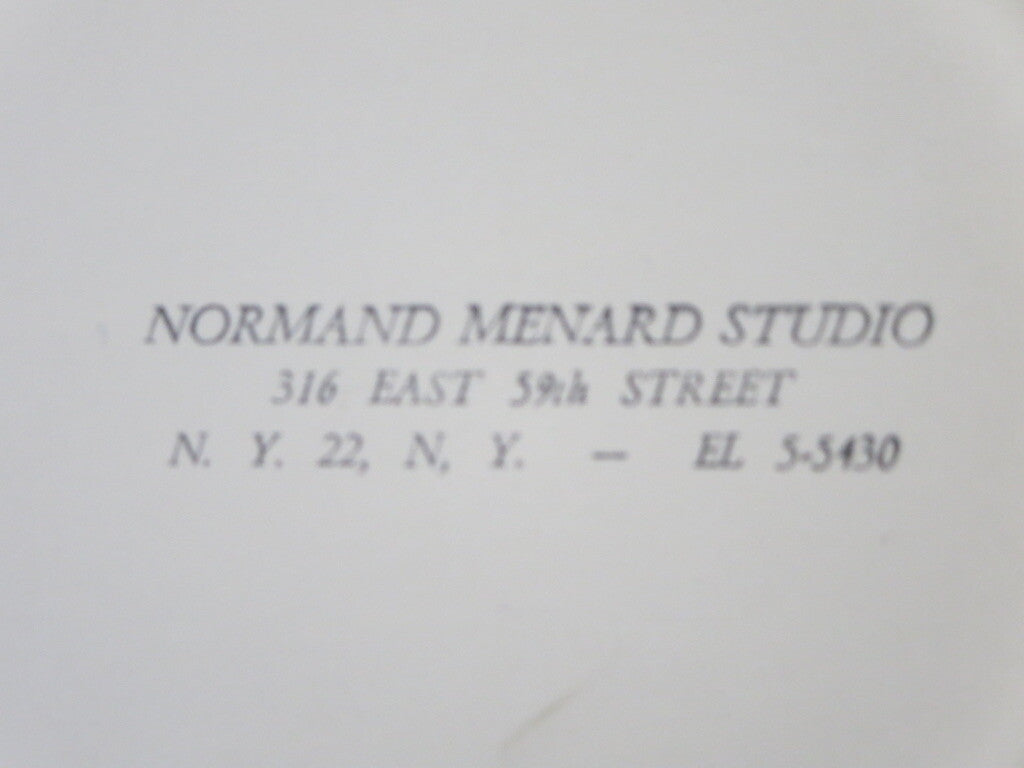 NORMAND MENARD STUDIO
316 EAST 59th STREET
N. Y. 22, N, Y. — EL 5-5430